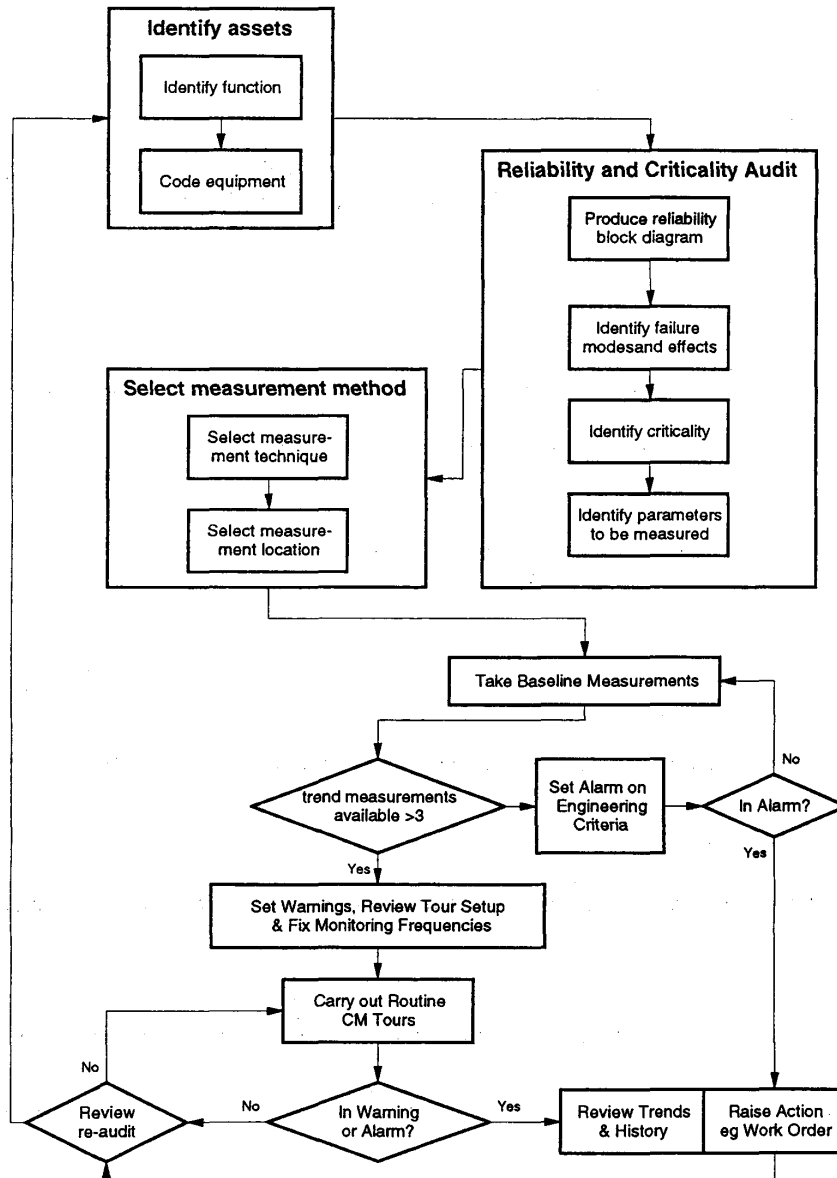 Identify assets
Identify function
Code equipment
Reliability and Criticality Audit
Produce reliability
block diagram
Identify failure
modesand effects
Identify criticality
Identify parameters
to be measured
Select measurement method
Select measure-
ment technique
Select measure-
ment location
Take Baseline Measurements
trend measurements
available >3
Set Alarm on
Engineering
Criteria
No
In Alarm?
Yes
Yes
Set Warnings, Review Tour Setup
& Fix Monitoring Frequencies
Carry out Routine
CM Tours
No
Review
re-audit
No
In Warning
or Alarm?
Yes
Review Trends
& History
Raise Action
eg Work Order